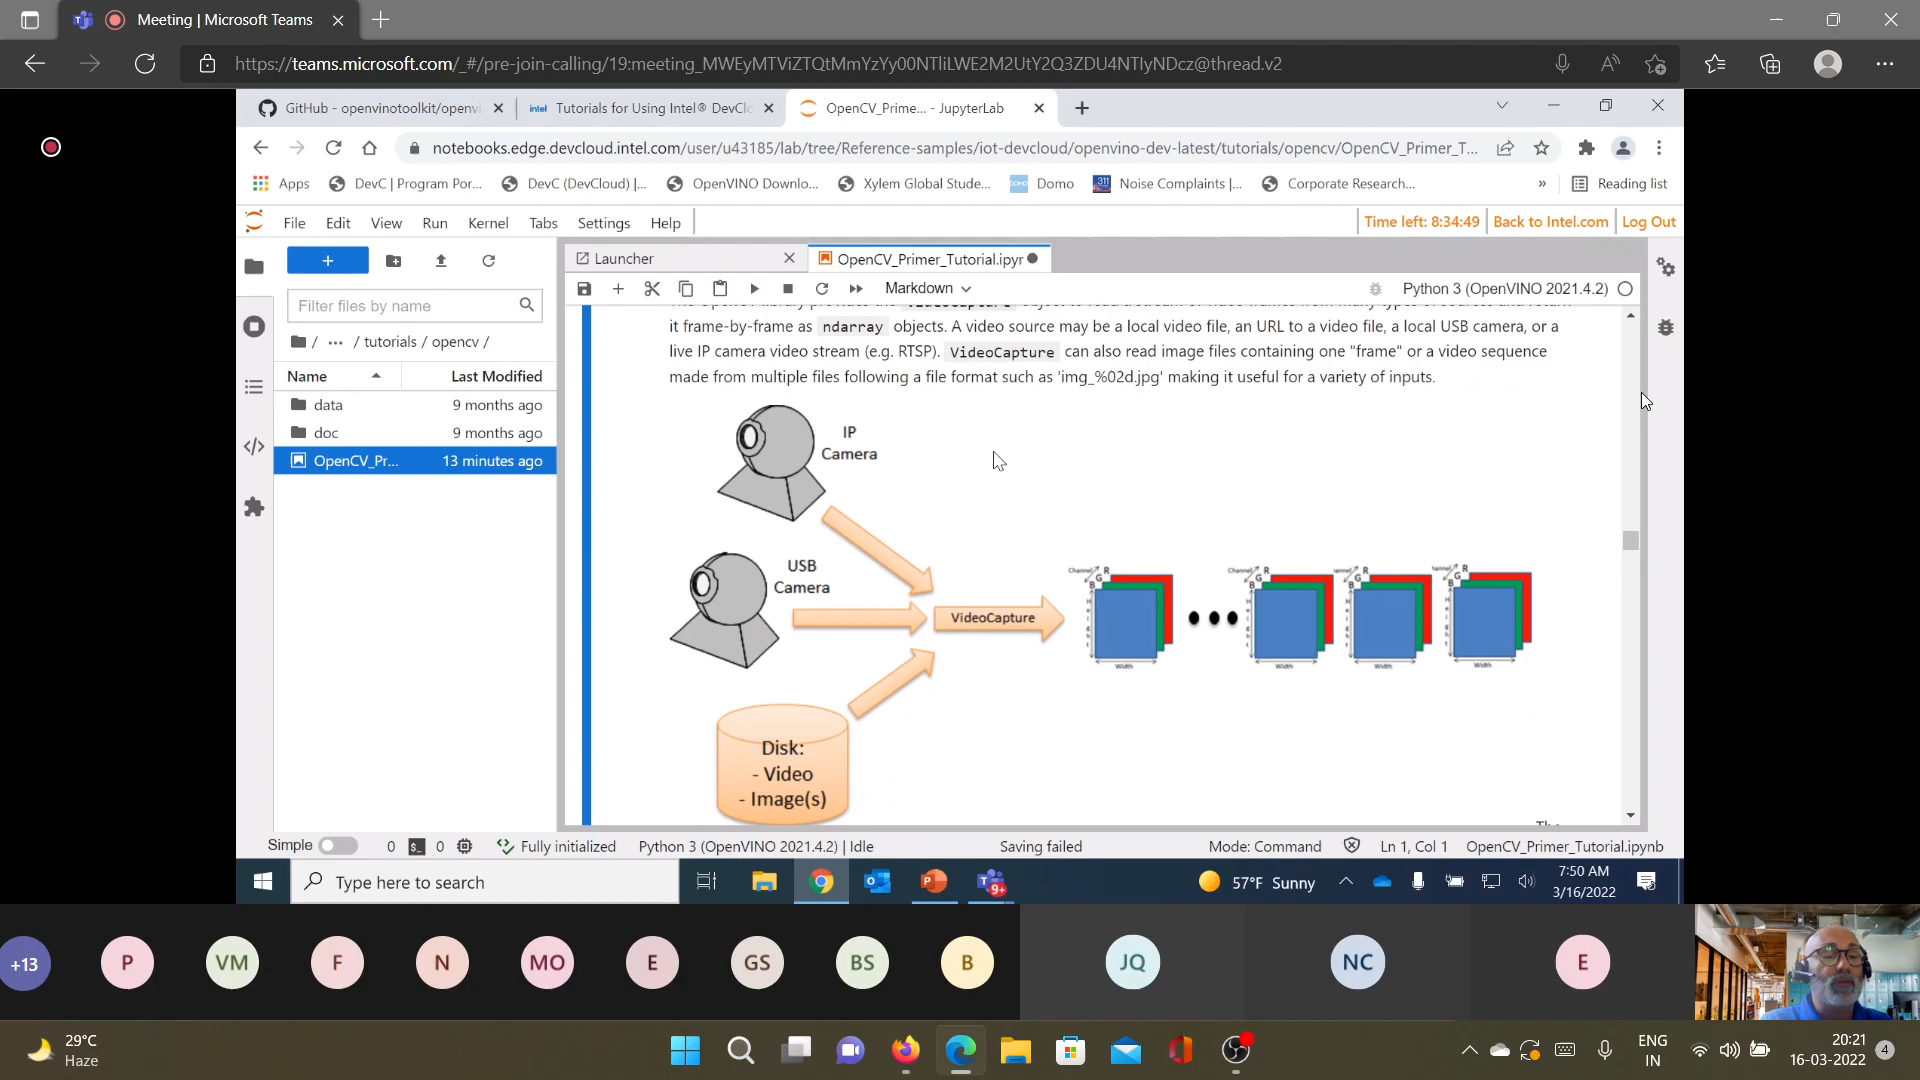 Meeting | Microsoft Teams
https://teams.microsoft.com/_#/pre-join-calling/19:meeting_MWEyMTViZTQtMmYzYy00NTliLWE2M2UtY2Q3ZDU4NTIyNDcz@thread.v2
GitHub - openvinotoolkit/openvi
intel Tutorials for Using Intel® DevClo
OpenCV_Prime... - JupyterLab
notebooks.edge.devcloud.intel.com/user/u43185/lab/tree/Reference-samples/iot-devcloud/openvino-dev-latest/tutorials/opencv/OpenCV_Primer_T...
Apps DevC | Program Por... DevC (DevCloud) |... OpenVINO Downlo... Xylem Global Stude... Domo Noise Complaints |... Corporate Research... » Reading list
File Edit View Run Kernel Tabs Settings Help Time left: 8:34:49 Back to Intel.com Log Out
Launcher OpenCV_Primer_Tutorial.ipyr
Markdown Python 3 (OpenVINO 2021.4.2)
Filter files by name
/ ··· / tutorials / opencv /
Name Last Modified
data 9 months ago
doc 9 months ago
OpenCV_Pr... 13 minutes ago
it frame-by-frame as ndarray objects. A video source may be a local video file, an URL to a video file, a local USB camera, or a
live IP camera video stream (e.g. RTSP). VideoCapture can also read image files containing one "frame" or a video sequence
made from multiple files following a file format such as 'img_%02d.jpg' making it useful for a variety of inputs.
IP
Camera
USB
Camera
VideoCapture
Channel R G B Height Width
Disk:
- Video
- Image(s)
Simple 0 0 Fully initialized Python 3 (OpenVINO 2021.4.2) | Idle Saving failed Mode: Command Ln 1, Col 1 OpenCV_Primer_Tutorial.ipynb
Type here to search
9+
57°F Sunny
7:50 AM
3/16/2022
+13 P VM F N MO E GS BS B JQ NC E
29°C
Haze
ENG
IN
20:21
16-03-2022
4